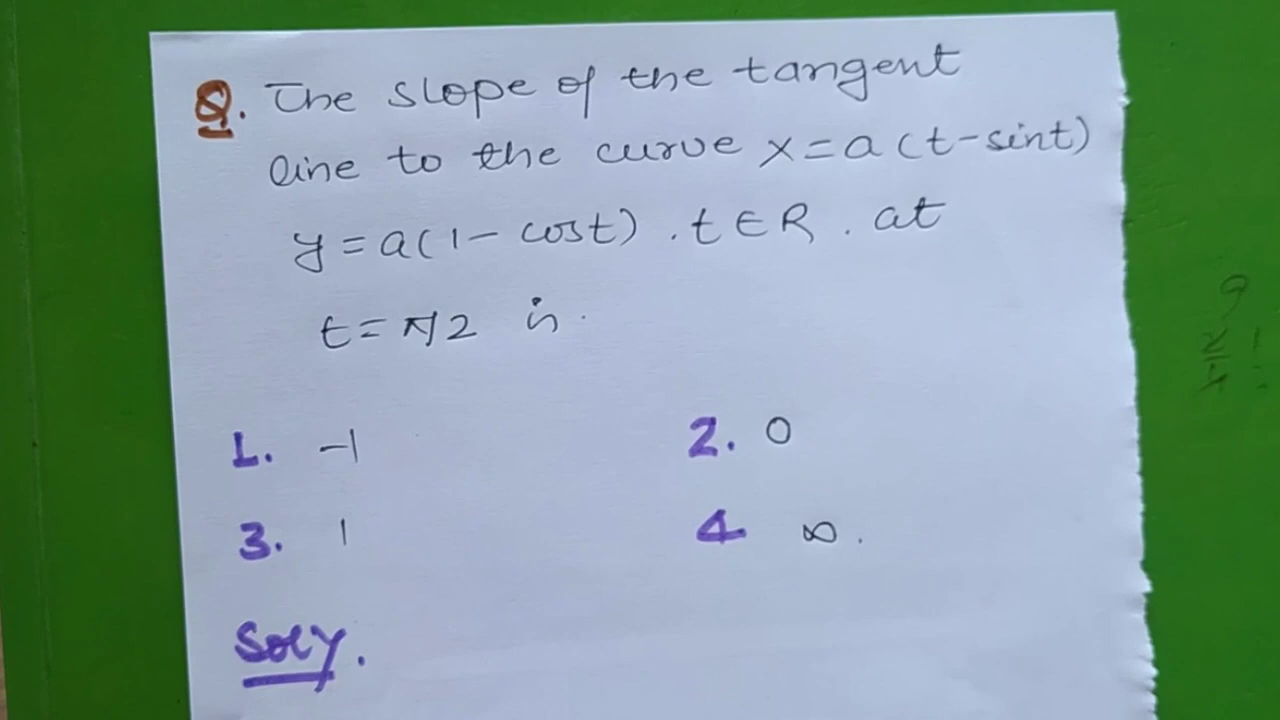 Q. The slope of the tangent
line to the curve x=a(t-sint)
y=a(1-cost). t∈R. at
t=π/2 is.
1. -1 2. 0
3. 1 4 ∞.
Soly.